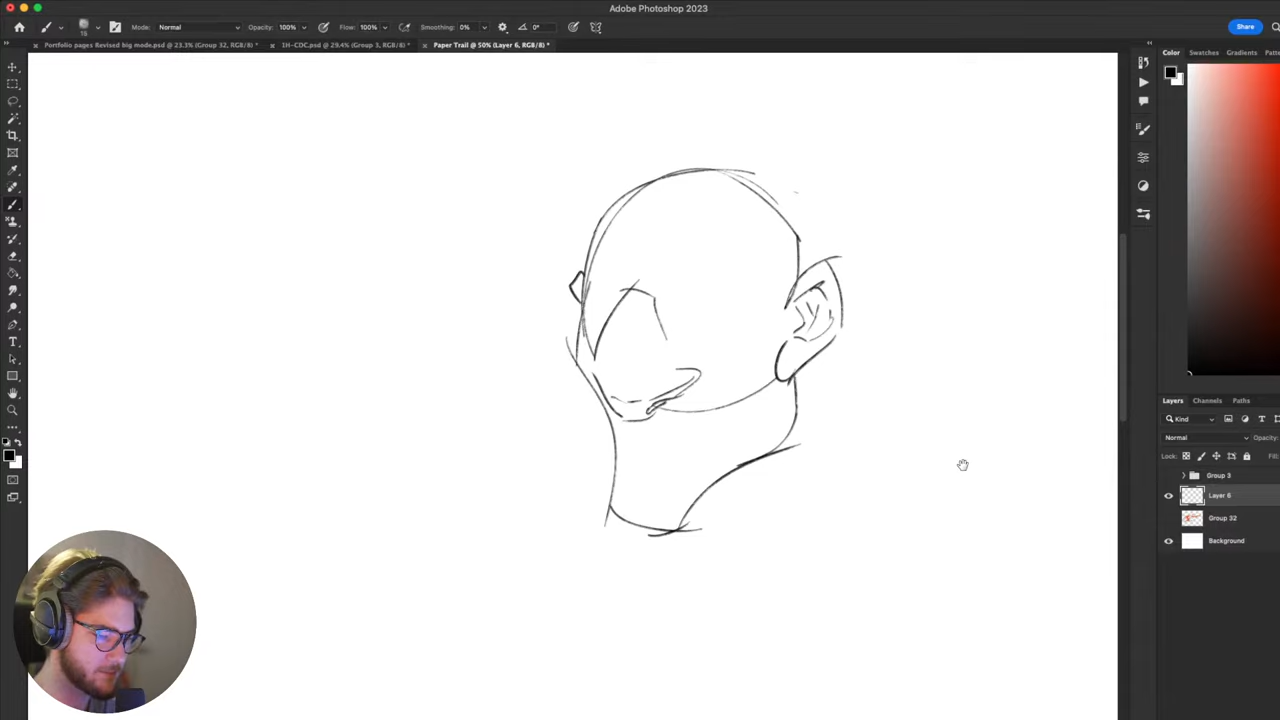 Adobe Photoshop 2023
Mode: Normal Opacity: 100% Flow: 100% Smoothing: 0% 0° Share
Portfolio pages Revised big mode.psd @ 23.3% (Group 32, RGB/8) * 1H-CDC.psd @ 29.4% (Group 3, RGB/8) * Paper Trail @ 50% (Layer 6, RGB/8) *
Color Swatches Gradients Patte
Layers Channels Paths
Kind
Normal Opacity:
Lock: Fill:
Group 3
Layer 6
Group 32
Background